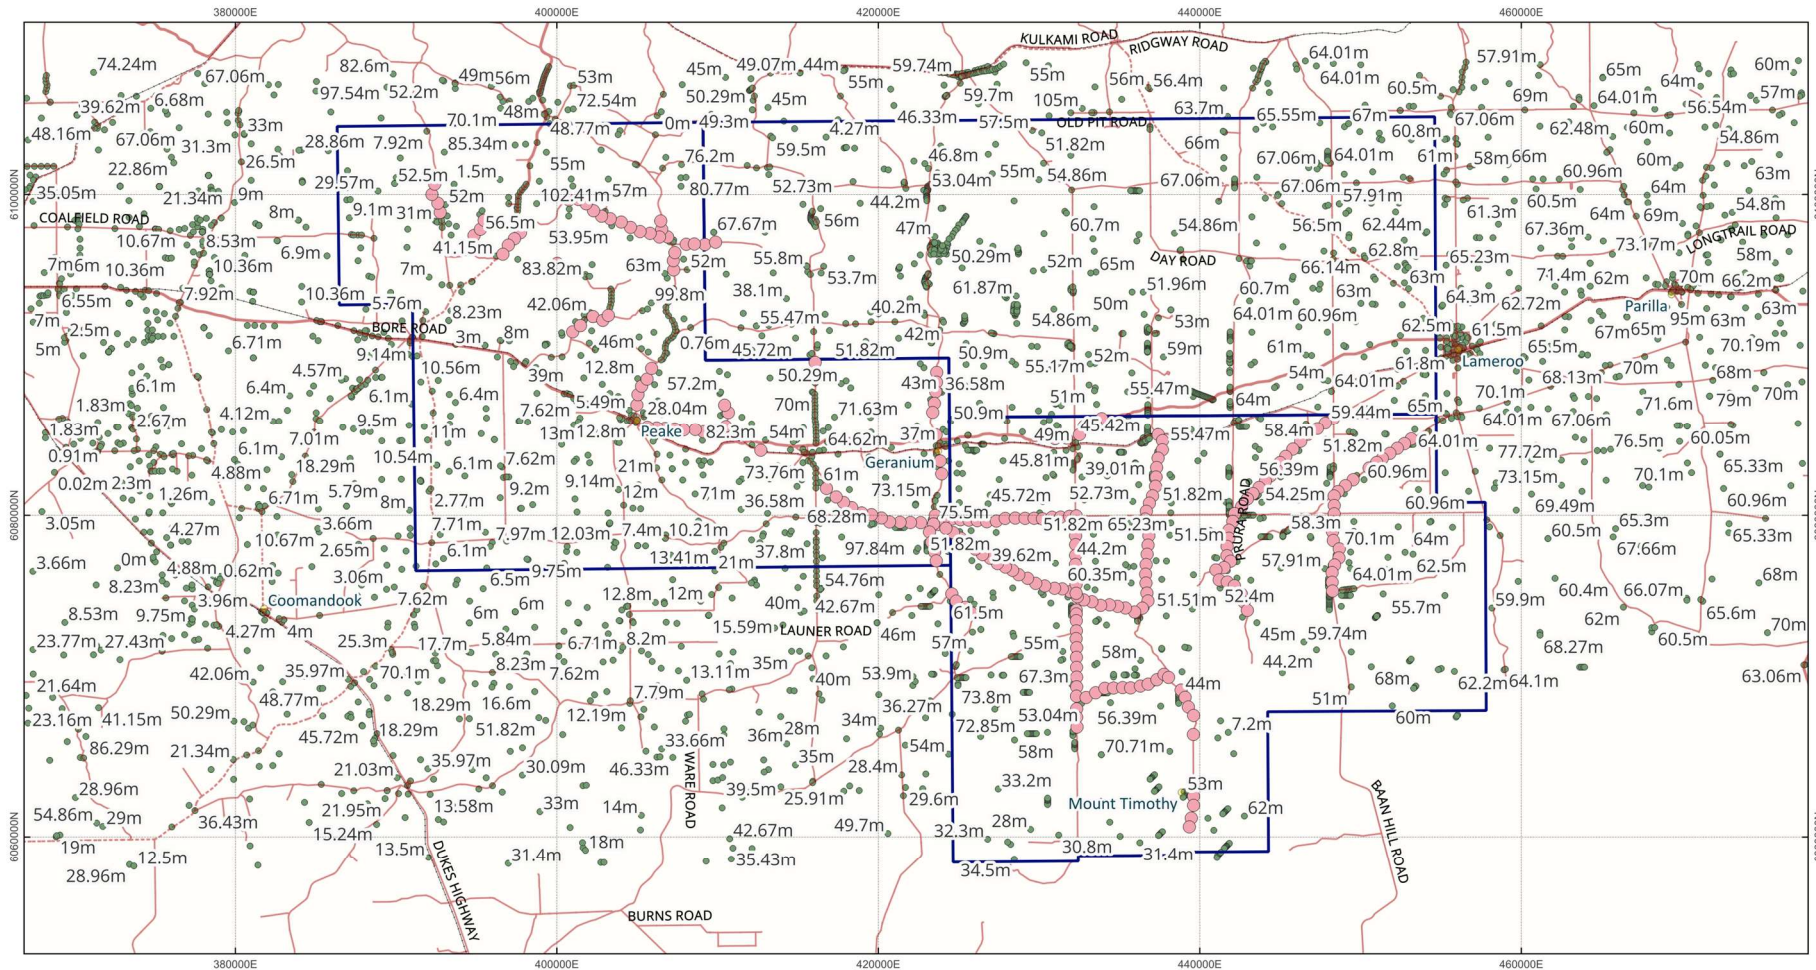 380000E 400000E 420000E 440000E 460000E
KULKAMI ROAD
RIDGWAY ROAD
64.01m 57.91m
74.24m 67.06m 82.6m 49m 56m 53m 45m 49.07m 44m 59.74m 55m 55m 56m 56.4m 64.01m 60.5m 65m 64m 60m
39.62m 6.68m 97.54m 52.2m 48m 72.54m 50.29m 45m 59.7m 105m 63.7m 65.55m 67m 67.06m 69m 64.01m 56.54m 57m
48.16m 67.06m 31.3m 33m 28.86m 7.92m 70.1m 85.34m 48.77m 0m 49.3m 4.27m 46.33m 57.5m OLD PIT ROAD 60.8m 62.48m 60m 54.86m
22.86m 26.5m 55m 76.2m 59.5m 46.8m 55m 51.82m 66m 67.06m 64.01m 61m 58m 66m 60.96m 60m
35.05m 21.34m 9m 29.57m 52.5m 1.5m 52m 102.41m 57m 80.77m 52.73m 53.04m 54.86m 67.06m 67.06m 57.91m 60.5m 64m 63m
COALFIELD ROAD 8m 9.1m 31m 56.5m 67.67m 56m 44.2m 60.7m 54.86m 56.5m 62.44m 61.3m 64m 69m 54.8m
10.67m 8.53m 6.9m 41.15m 53.95m 47m 62.8m 67.36m 73.17m LONGTRAIL ROAD
7m 6m 10.36m 10.36m 7m 83.82m 63m 52m 55.8m 53.7m 50.29m 52m 65m DAY ROAD 66.14m 63m 65.23m 71.4m 62m 70m 58m
6.55m 7.92m 10.36m 5.76m 42.06m 99.8m 38.1m 61.87m 51.96m 60.7m 63m 64.3m 62.72m Parilla 66.2m
7m 2.5m 6.71m BORE ROAD 8.23m 3m 8m 46m 55.47m 40.2m 42m 54.86m 50m 53m 64.01m 60.96m 62.5m 61.5m 67m 65m 95m 63m 63m
5m 4.57m 9.14m 10.56m 39m 12.8m 0.76m 45.72m 51.82m 50.9m 55.17m 52m 59m 61m 54m 61.8m Lameroo 65.5m 70.19m
6.1m 6.4m 6.1m 6.4m 57.2m 50.29m 43m 36.58m 51m 55.47m 64m 64.01m 70.1m 68.13m 70m 68m
1.83m 2.67m 4.12m 9.5m 7.62m 5.49m 28.04m 70m 71.63m 50.9m 45.42m 59.44m 65m 64.01m 67.06m 71.6m 79m 70m
1.83m 6.1m 7.01m 11m 13m 12.8m Peake 82.3m 54m 64.62m 37m 49m 55.47m 58.4m 51.82m 64.01m 76.5m 60.05m
0.91m 4.88m 18.29m 10.54m 6.1m 7.62m 21m 73.76m 61m Geranium 45.81m 39.01m 56.39m 60.96m 77.72m 65.33m
0.02m 2.3m 1.26m 6.71m 5.79m 8m 2.77m 9.2m 9.14m 12m 71m 36.58m 73.15m 45.72m 52.73m 51.82m PRURA ROAD 54.25m 60.96m 73.15m 70.1m 60.96m
3.05m 4.27m 3.66m 7.71m 7.97m 12.03m 7.4m 10.21m 68.28m 75.5m 51.82m 65.23m 51.5m 58.3m 69.49m 60.5m 65.3m
10.67m 2.65m 6.1m 13.41m 37.8m 97.84m 51.82m 39.62m 44.2m 57.91m 70.1m 64m 67.66m 65.33m
3.66m 0m 4.88m 0.62m 3.06m 6.5m 9.75m 21m 54.76m 60.35m 64.01m 62.5m 68m
8.23m 3.96m Coomandook 7.62m 6m 6m 12.8m 12m 40m 42.67m 61.5m 51.51m 52.4m 55.7m 59.9m 60.4m 66.07m
8.53m 9.75m 4.27m 4m 15.59m LAUNER ROAD 46m 57m 45m 59.74m 62m 65.6m 70m
23.77m 27.43m 25.3m 17.7m 5.84m 6.71m 8.2m 55m 58m 44.2m 68.27m 60.5m
42.06m 35.97m 70.1m 8.23m 7.62m 13.11m 35m 53.9m 67.3m 68m 63.06m
21.64m 48.77m 16.6m 7.79m 40m 44m 62.2m 64.1m
23.16m 41.15m 50.29m 18.29m 12.19m 36.27m 73.8m 53.04m 56.39m 51m 60m
86.29m 21.34m 45.72m 18.29m 51.82m 33.66m 36m 28m 34m 72.85m 7.2m
21.03m 35.97m 30.09m 46.33m WARE ROAD 35m 28.4m 54m 58m 70.71m
28.96m 39.5m 25.91m 29.6m 33.2m 53m BAAN HILL ROAD
54.86m 29m 36.43m 21.95m 13.58m 33m 14m Mount Timothy 62m
15.24m 42.67m 49.7m 32.3m 28m
19m 12.5m 13.5m DUKES HIGHWAY 31.4m 18m 35.43m 30.8m 31.4m
28.96m 34.5m
BURNS ROAD
6100000N
6080000N
6060000N
380000E 400000E 420000E 440000E 460000E